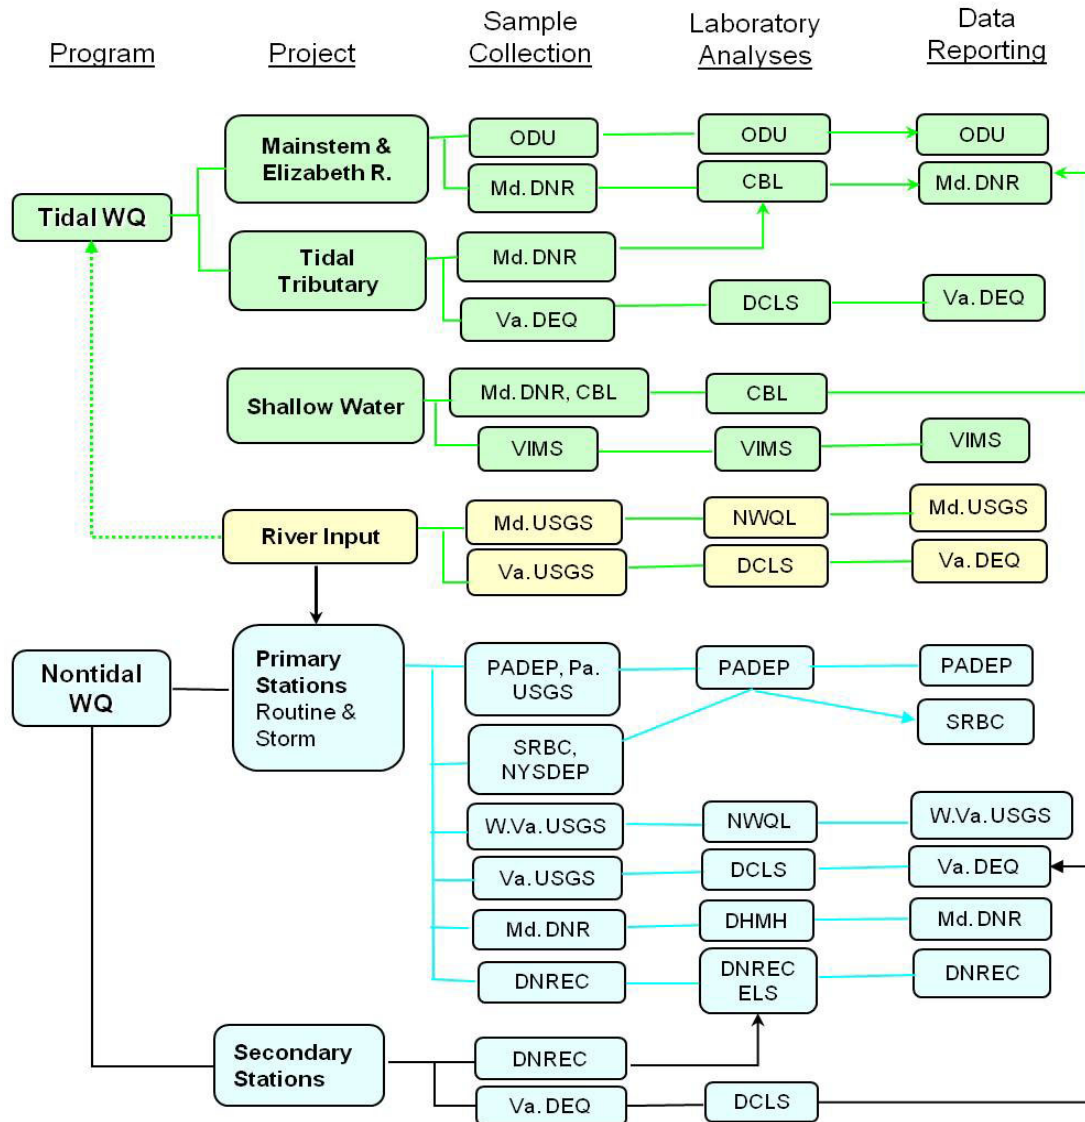 Program
Project
Sample
Collection
Laboratory
Analyses
Data
Reporting
Mainstem &
Elizabeth R.
ODU
ODU
ODU
Md. DNR
CBL
Md. DNR
Tidal WQ
Tidal
Tributary
Md. DNR
Va. DEQ
DCLS
Va. DEQ
Shallow Water
Md. DNR, CBL
CBL
VIMS
VIMS
VIMS
River Input
Md. USGS
NWQL
Md. USGS
Va. USGS
DCLS
Va. DEQ
Nontidal
WQ
Primary
Stations
Routine &
Storm
PADEP, Pa.
USGS
PADEP
PADEP
SRBC,
NYSDEP
SRBC
W.Va. USGS
NWQL
W.Va. USGS
Va. USGS
DCLS
Va. DEQ
Md. DNR
DHMH
Md. DNR
DNREC
DNREC
ELS
DNREC
Secondary
Stations
DNREC
Va. DEQ
DCLS